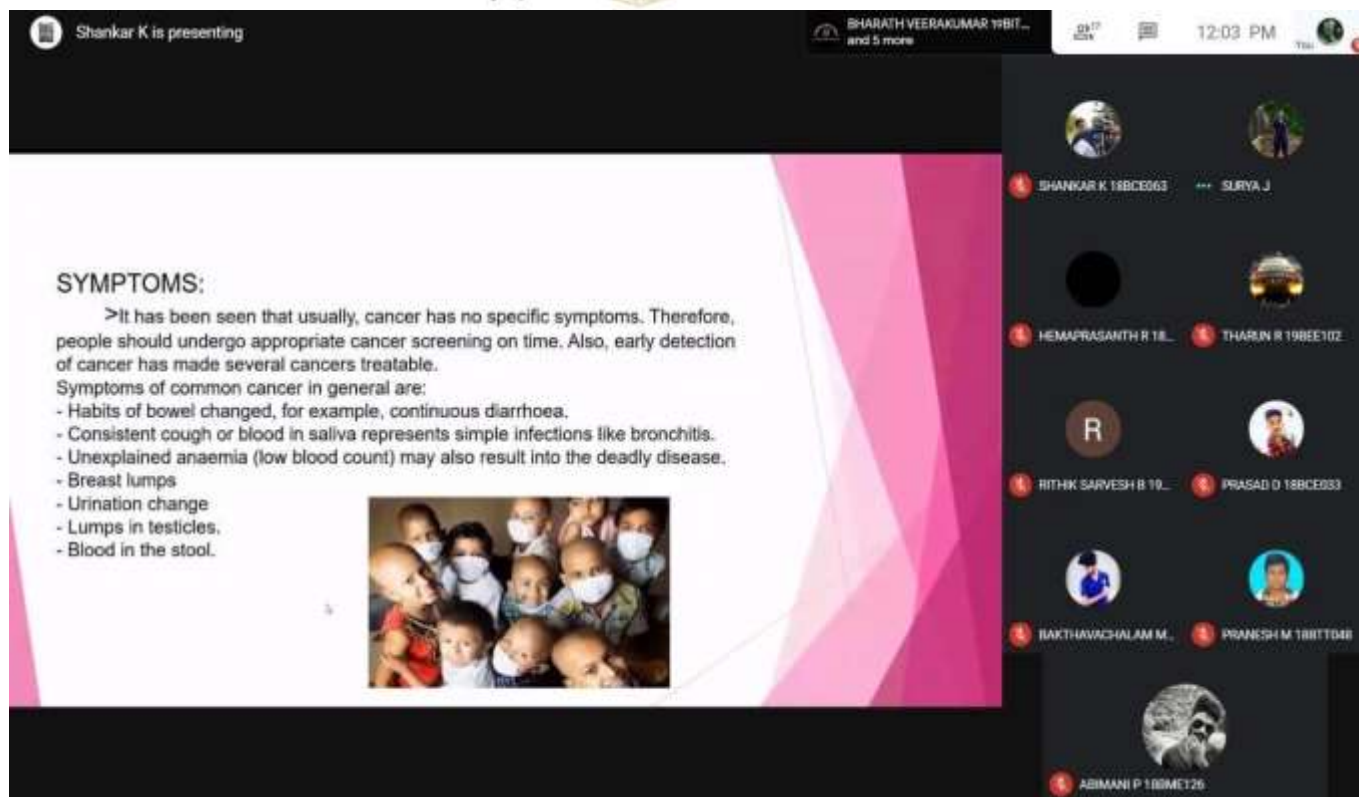 Shankar K is presenting
BHARATH VEERAKUMAR 19BIT...
and 5 more
12:03 PM
You
SYMPTOMS:
>It has been seen that usually, cancer has no specific symptoms. Therefore,
people should undergo appropriate cancer screening on time. Also, early detection
of cancer has made several cancers treatable.
Symptoms of common cancer in general are:
- Habits of bowel changed, for example, continuous diarrhoea.
- Consistent cough or blood in saliva represents simple infections like bronchitis.
- Unexplained anaemia (low blood count) may also result into the deadly disease.
- Breast lumps
- Urination change
- Lumps in testicles.
- Blood in the stool.
SHANKAR K 18BCE063
SURYA J
HEMAPRASANTH R 18...
THARUN R 19BEE102
R
RITHIK SARVESH B 19...
PRASAD D 18BCE033
BAKTHAVACHALAM M...
PRANESH M 18BTT048
ABIMANI P 18BME126